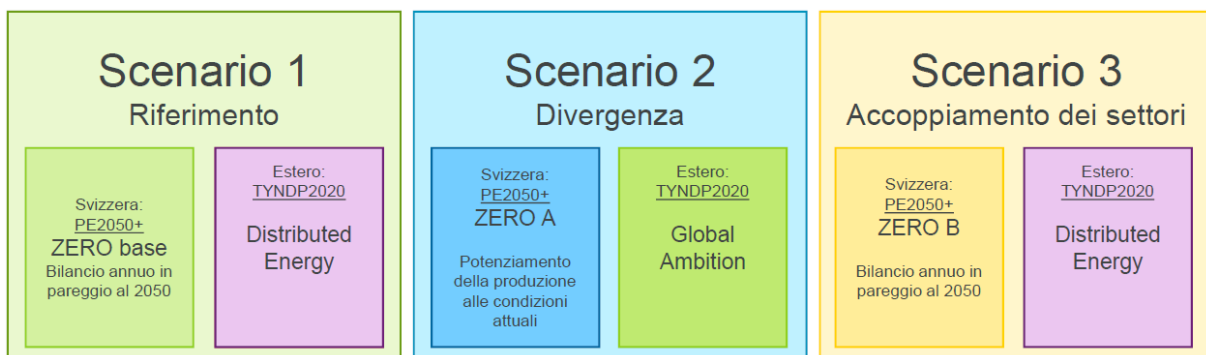 Scenario 1
Riferimento
Svizzera:
PE2050+
ZERO base
Bilancio annuo in
pareggio al 2050
Estero:
TYNDP2020
Distributed
Energy
Scenario 2
Divergenza
Svizzera:
PE2050+
ZERO A
Potenziamento
della produzione
alle condizioni
attuali
Estero:
TYNDP2020
Global
Ambition
Scenario 3
Accoppiamento dei settori
Svizzera:
PE2050+
ZERO B
Bilancio annuo in
pareggio al 2050
Estero:
TYNDP2020
Distributed
Energy